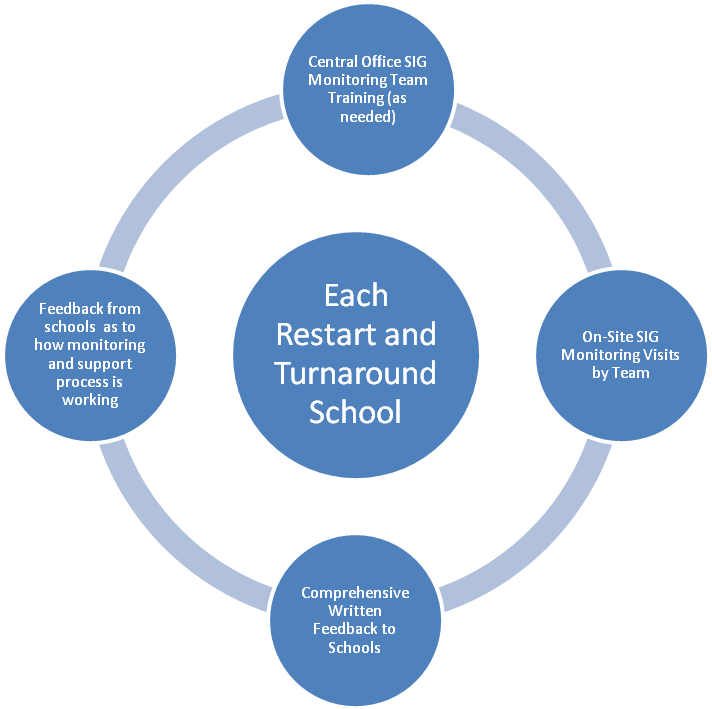 Central Office SIG
Monitoring Team
Training (as
needed)
Each
Restart and
Turnaround
School
Feedback from
schools  as to
how monitoring
and support
process is
working
On-Site SIG
Monitoring Visits
by Team
Comprehensive
Written
Feedback to
Schools